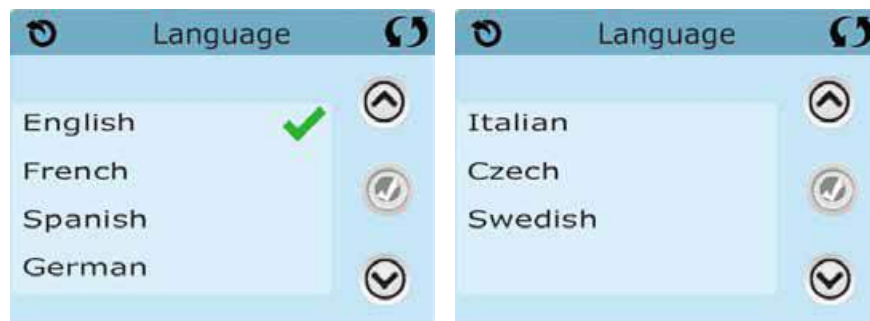 Language
English
French
Spanish
German
Language
Italian
Czech
Swedish